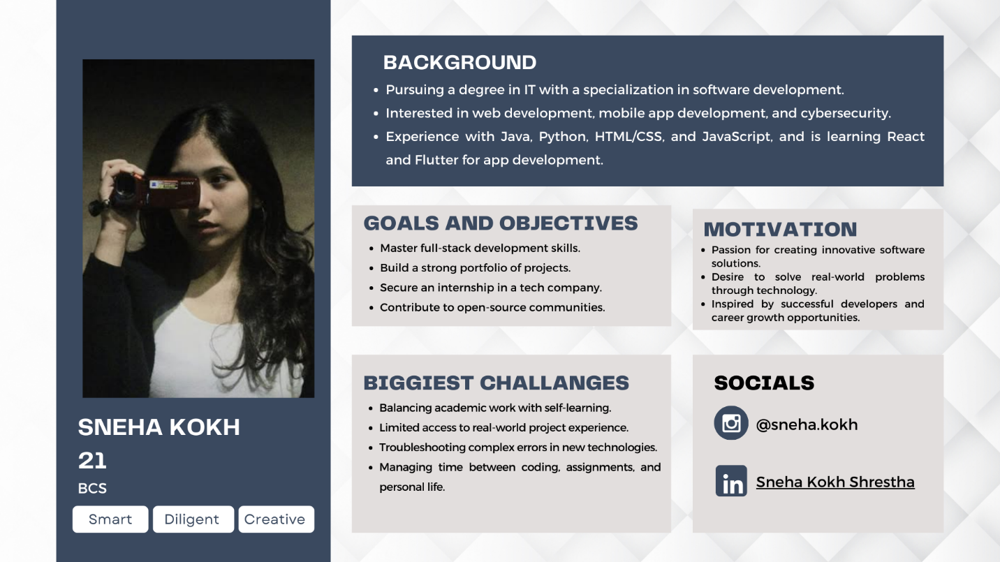 SNEHA KOKH
21
BCS
Smart
Diligent
Creative
BACKGROUND
• Pursuing a degree in IT with a specialization in software development.
• Interested in web development, mobile app development, and cybersecurity.
• Experience with Java, Python, HTML/CSS, and JavaScript, and is learning React
and Flutter for app development.
GOALS AND OBJECTIVES
• Master full-stack development skills.
• Build a strong portfolio of projects.
• Secure an internship in a tech company.
• Contribute to open-source communities.
MOTIVATION
• Passion for creating innovative software
solutions.
• Desire to solve real-world problems
through technology.
• Inspired by successful developers and
career growth opportunities.
BIGGIEST CHALLANGES
• Balancing academic work with self-learning.
• Limited access to real-world project experience.
• Troubleshooting complex errors in new technologies.
• Managing time between coding, assignments, and
personal life.
SOCIALS
@sneha.kokh
in
Sneha Kokh Shrestha
SONY